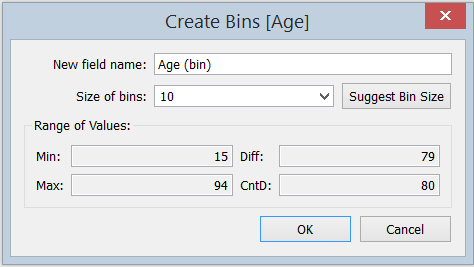 Create Bins [Age]
New field name: Age (bin)
Size of bins: 10 Suggest Bin Size
Range of Values:
Min: 15 Diff: 79
Max: 94 CntD: 80
OK Cancel